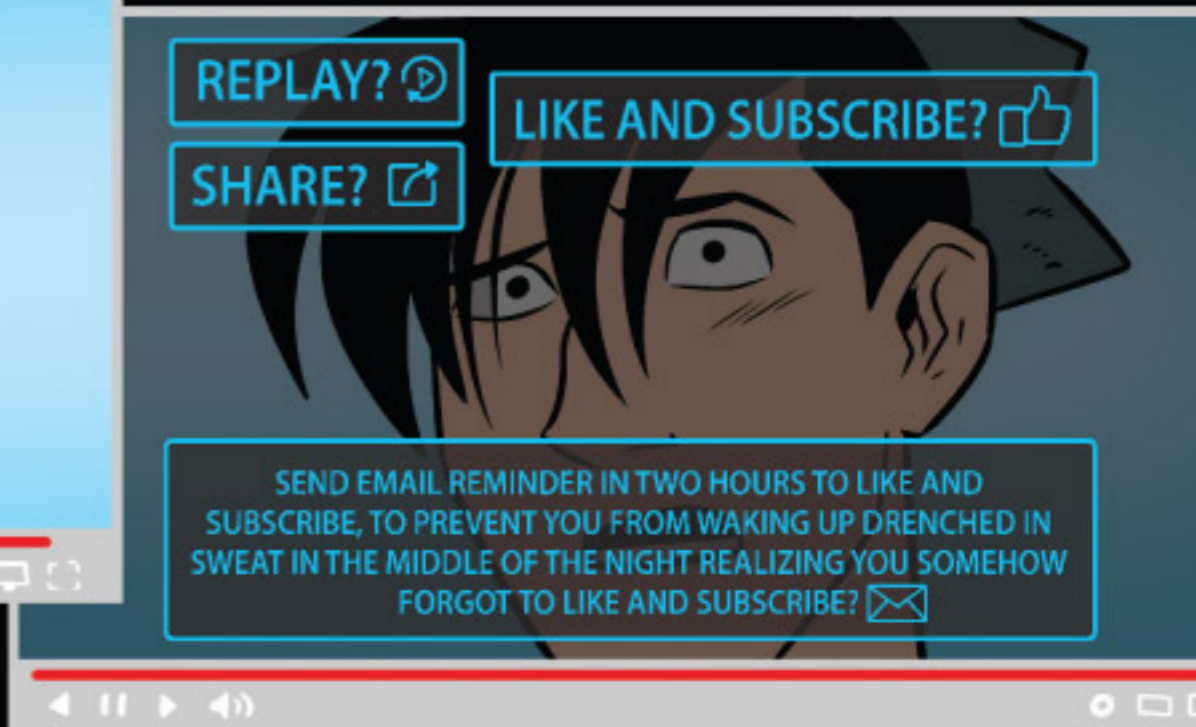 REPLAY?
LIKE AND SUBSCRIBE?
SHARE?
SEND EMAIL REMINDER IN TWO HOURS TO LIKE AND
SUBSCRIBE, TO PREVENT YOU FROM WAKING UP DRENCHED IN
SWEAT IN THE MIDDLE OF THE NIGHT REALIZING YOU SOMEHOW
FORGOT TO LIKE AND SUBSCRIBE?